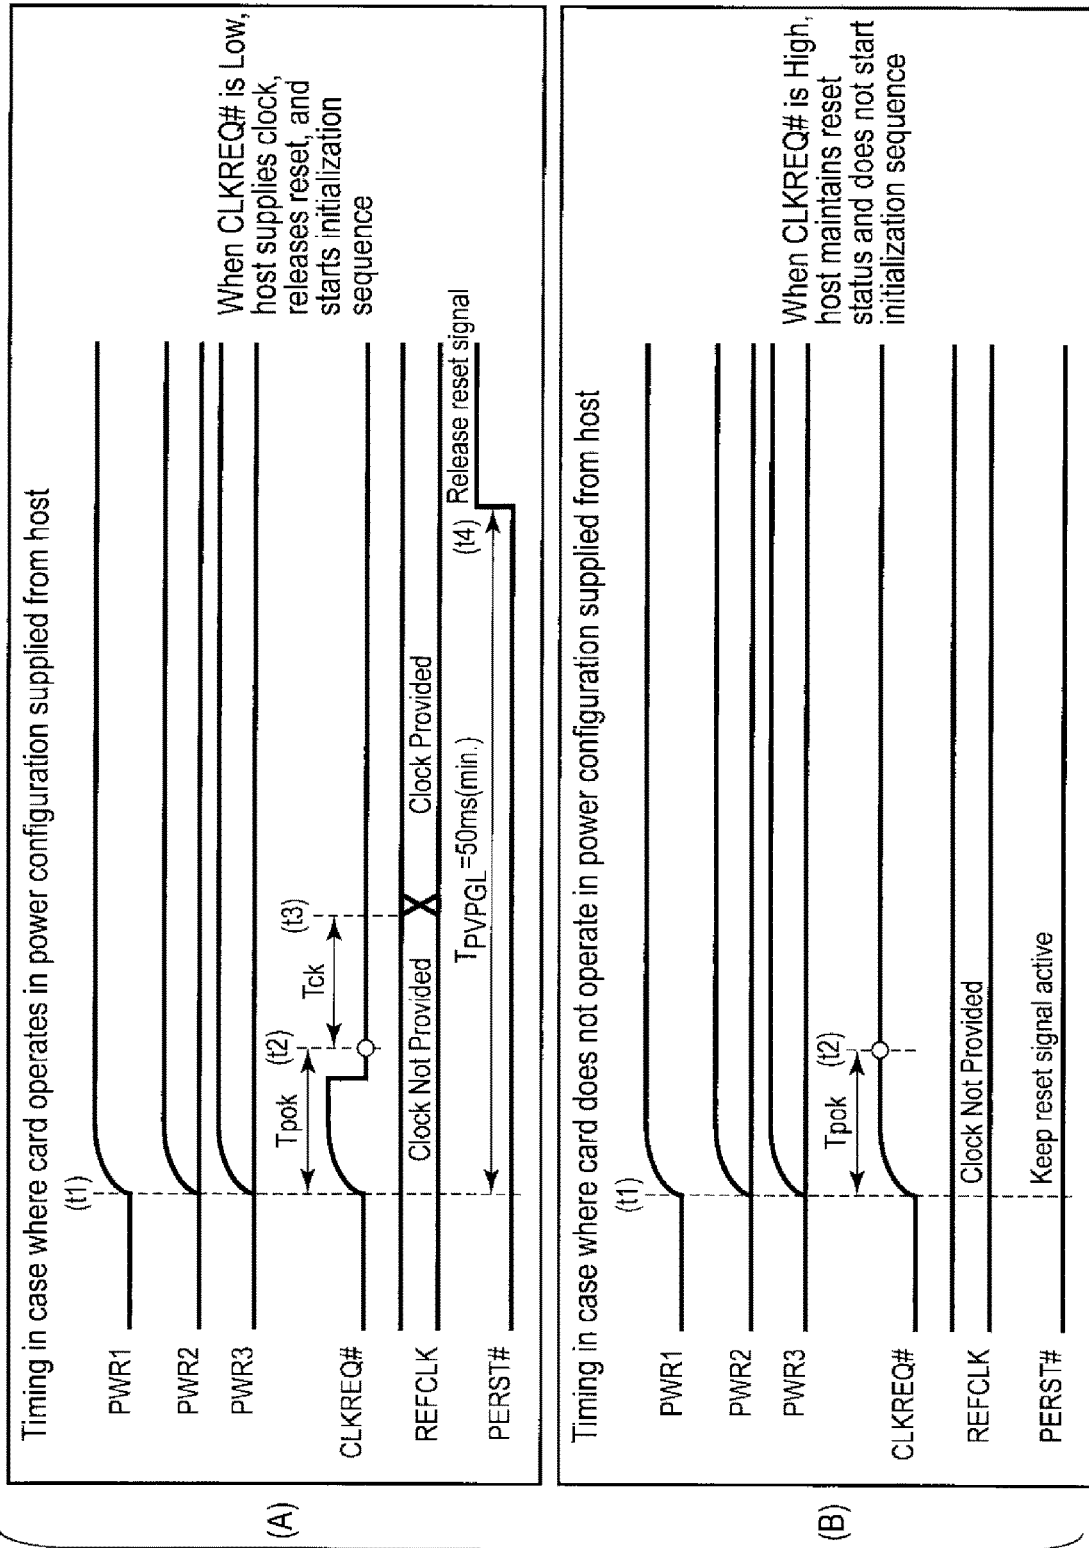 (A)
Timing in case where card operates in power configuration supplied from host
(t1)
PWR1
PWR2
PWR3
When CLKREQ# is Low,
host supplies clock,
releases reset, and
starts initialization
sequence
Tpok
(t2)
Tck
(t3)
CLKREQ#
REFCLK
Clock Not Provided
Clock Provided
TPVPGL=50ms(min.)
(t4)
Release reset signal
PERST#
(B)
Timing in case where card does not operate in power configuration supplied from host
(t1)
PWR1
PWR2
PWR3
When CLKREQ# is High,
host maintains reset
status and does not start
initialization sequence
Tpok
(t2)
CLKREQ#
REFCLK
Clock Not Provided
PERST#
Keep reset signal active